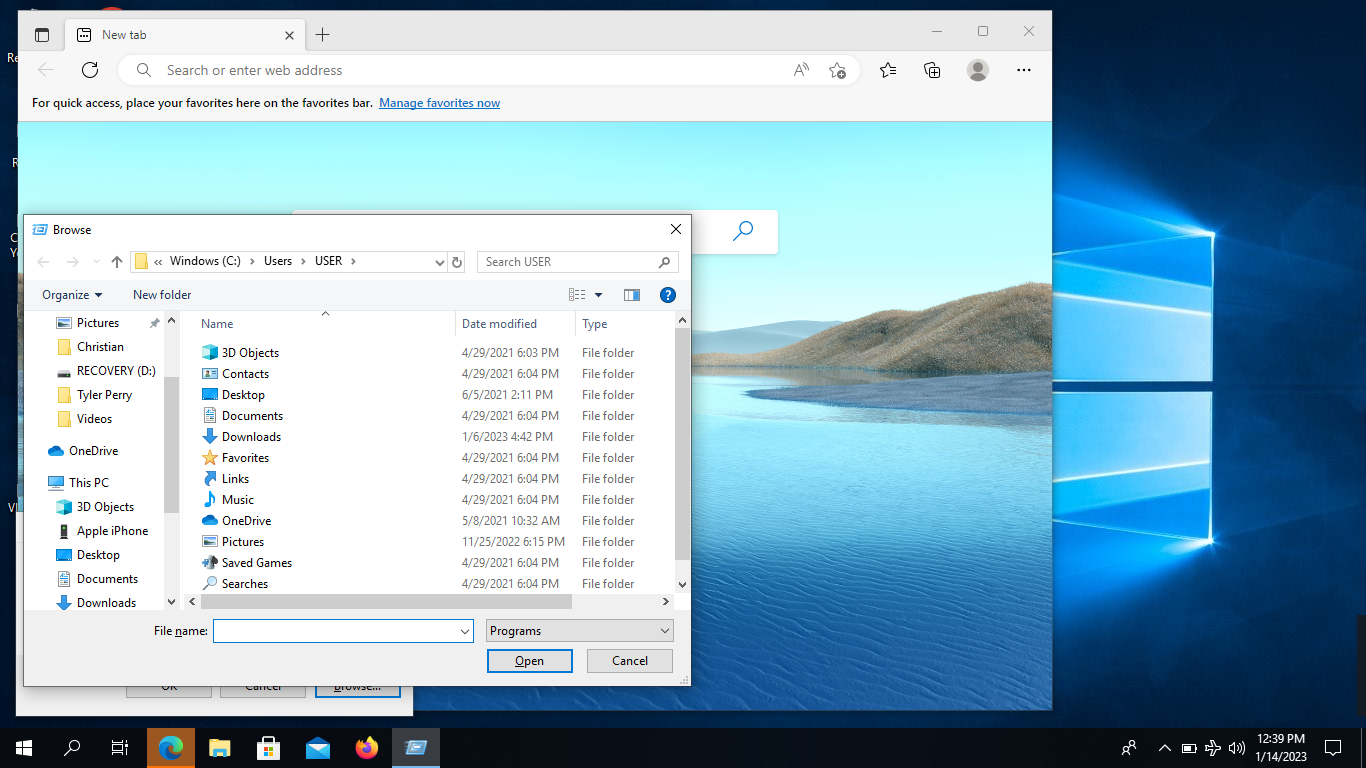 New tab
Search or enter web address
For quick access, place your favorites here on the favorites bar. Manage favorites now
Browse
« Windows (C:) > Users > USER >
Search USER
Organize
New folder
Name
Date modified
Type
Pictures
Christian
RECOVERY (D:)
Tyler Perry
Videos
OneDrive
This PC
3D Objects
Apple iPhone
Desktop
Documents
Downloads
3D Objects 4/29/2021 6:03 PM File folder
Contacts 4/29/2021 6:04 PM File folder
Desktop 6/5/2021 2:11 PM File folder
Documents 4/29/2021 6:04 PM File folder
Downloads 1/6/2023 4:42 PM File folder
Favorites 4/29/2021 6:04 PM File folder
Links 4/29/2021 6:04 PM File folder
Music 4/29/2021 6:04 PM File folder
OneDrive 5/8/2021 10:32 AM File folder
Pictures 11/25/2022 6:15 PM File folder
Saved Games 4/29/2021 6:04 PM File folder
Searches 4/29/2021 6:04 PM File folder
File name:
Programs
Open
Cancel
OK
Cancel
Browse...
12:39 PM
1/14/2023